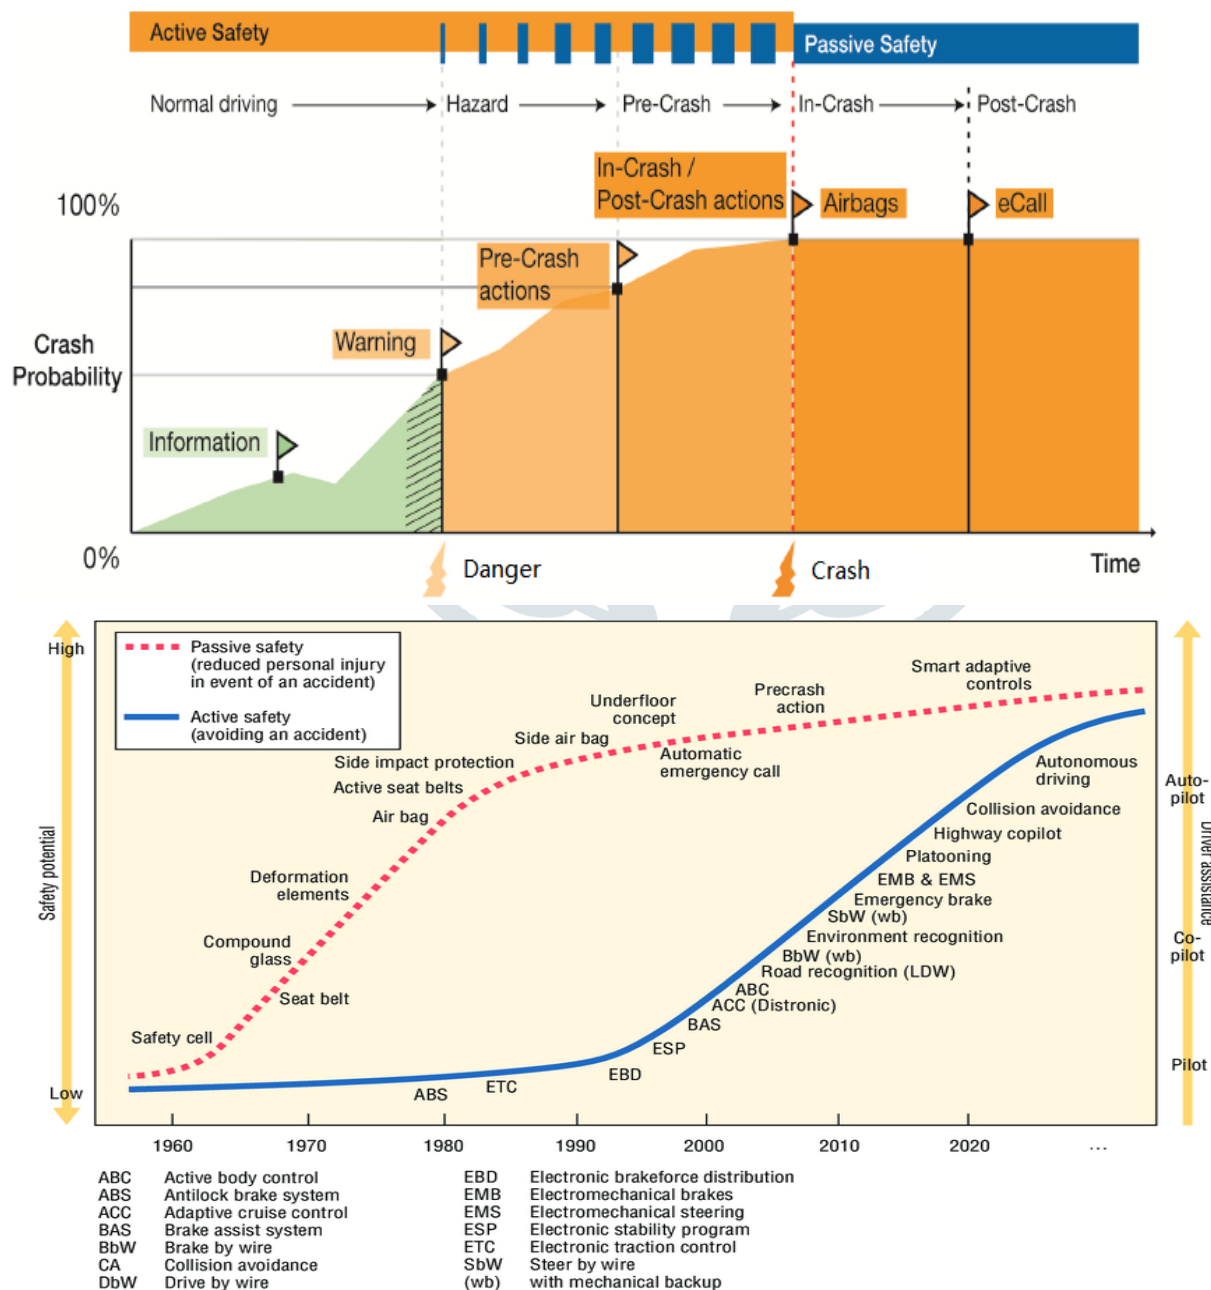 Active Safety
Passive Safety
Normal driving
Hazard
Pre-Crash
In-Crash
Post-Crash
In-Crash /
Post-Crash actions
Airbags
eCall
100%
Pre-Crash
actions
Warning
Crash
Probability
Information
0%
Danger
Crash
Time
High
Passive safety
(reduced personal injury
in event of an accident)
Active safety
(avoiding an accident)
Smart adaptive
controls
Precrash
action
Underfloor
concept
Side air bag
Automatic
emergency call
Side impact protection
Active seat belts
Air bag
Autonomous
driving
Auto-
pilot
Collision avoidance
Highway copilot
Platooning
EMB & EMS
Emergency brake
SbW (wb)
Environment recognition
BbW (wb)
Road recognition (LDW)
ABC
ACC (Distronic)
BAS
ESP
EBD
ETC
ABS
Deformation
elements
Compound
glass
Seat belt
Safety cell
Safety potential
Driver assistance
Co-
pilot
Pilot
Low
1960 1970 1980 1990 2000 2010 2020 ...
ABC Active body control
ABS Antilock brake system
ACC Adaptive cruise control
BAS Brake assist system
BbW Brake by wire
CA Collision avoidance
DbW Drive by wire
EBD Electronic brakeforce distribution
EMB Electromechanical brakes
EMS Electromechanical steering
ESP Electronic stability program
ETC Electronic traction control
SbW Steer by wire
(wb) with mechanical backup